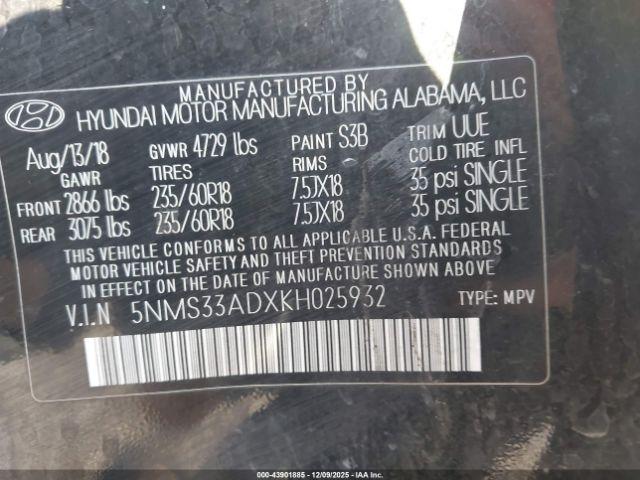 MANUFACTURED BY
HYUNDAI MOTOR MANUFACTURING ALABAMA, LLC
Aug/13/18 GVWR 4729 lbs PAINT S3B TRIM UUE
GAWR TIRES RIMS COLD TIRE INFL
FRONT 2866 lbs 235/60R18 7.5JX18 35 psi SINGLE
REAR 3075 lbs 235/60R18 7.5JX18 35 psi SINGLE
THIS VEHICLE CONFORMS TO ALL APPLICABLE U.S.A. FEDERAL
MOTOR VEHICLE SAFETY AND THEFT PREVENTION STANDARDS
IN EFFECT ON THE DATE OF MANUFACTURE SHOWN ABOVE.
V.I.N 5NMS33ADXKH025932 TYPE: MPV
000-43901885 - 12/09/2025 - IAAI.com